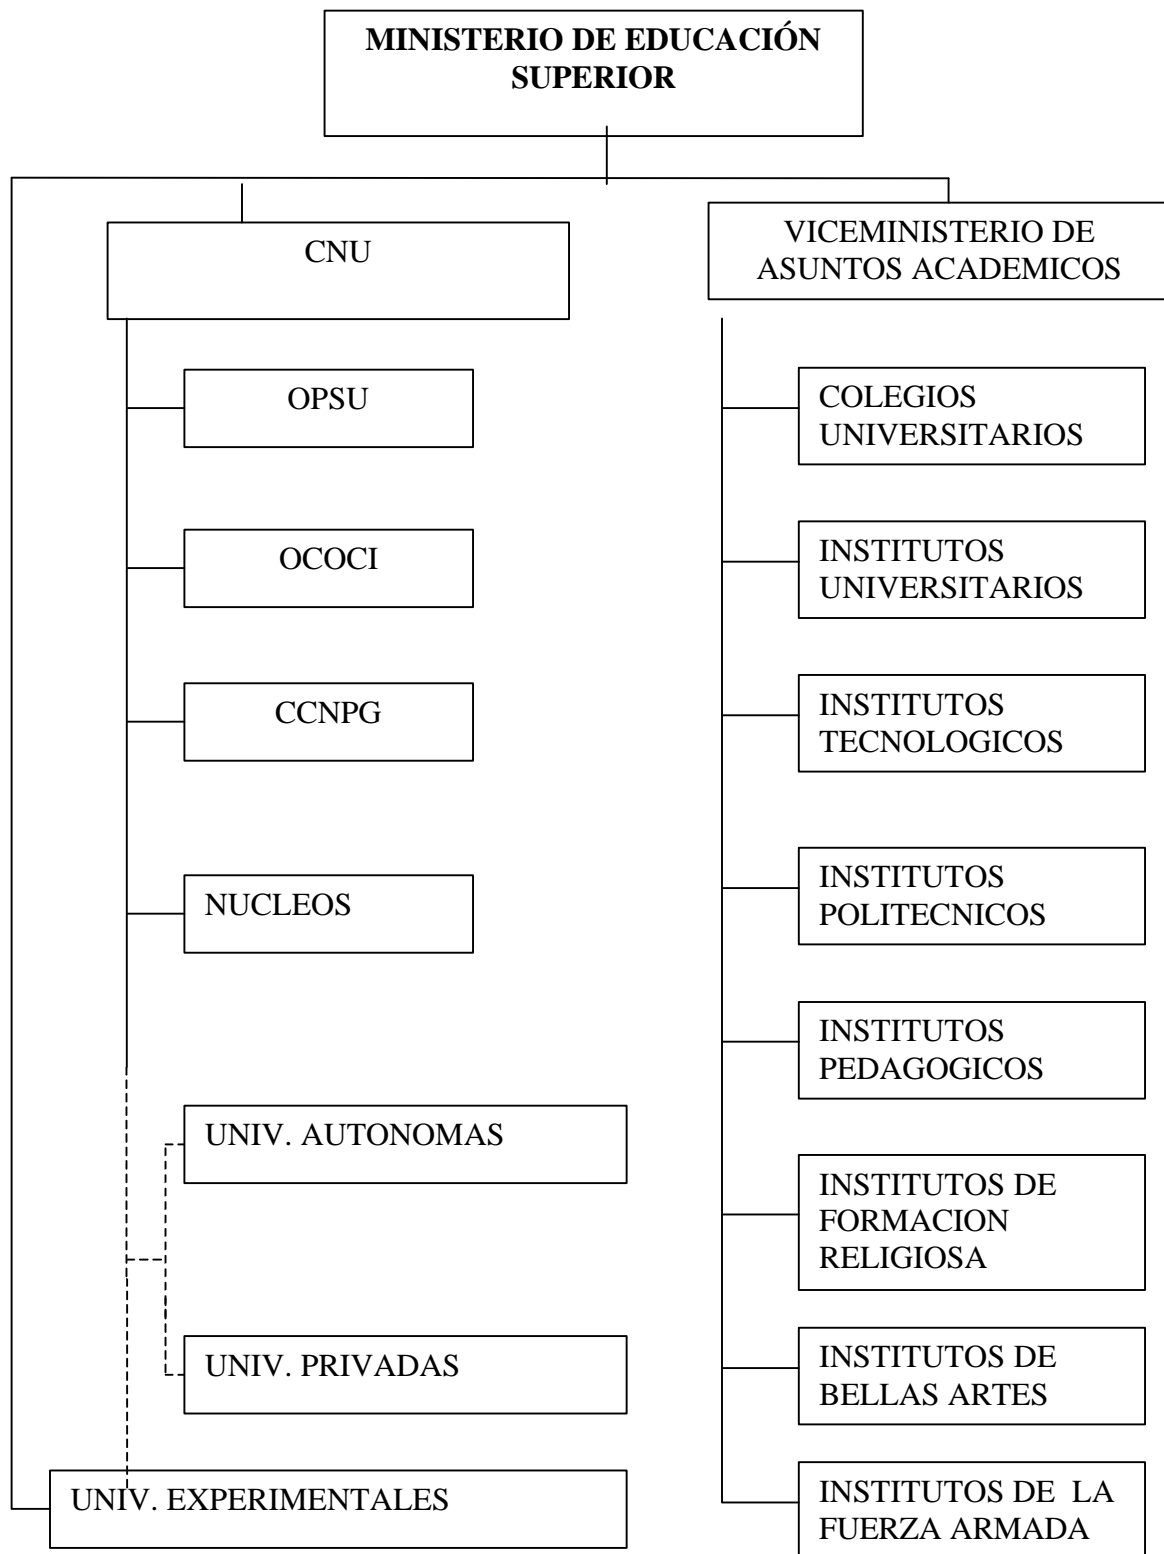 MINISTERIO DE EDUCACIÓN
SUPERIOR
CNU
OPSU
OCOCI
CCNPG
NUCLEOS
UNIV. AUTONOMAS
UNIV. PRIVADAS
UNIV. EXPERIMENTALES
VICEMINISTERIO DE
ASUNTOS ACADEMICOS
COLEGIOS
UNIVERSITARIOS
INSTITUTOS
UNIVERSITARIOS
INSTITUTOS
TECNOLOGICOS
INSTITUTOS
POLITECNICOS
INSTITUTOS
PEDAGOGICOS
INSTITUTOS DE
FORMACION
RELIGIOSA
INSTITUTOS DE
BELLAS ARTES
INSTITUTOS DE  LA
FUERZA ARMADA